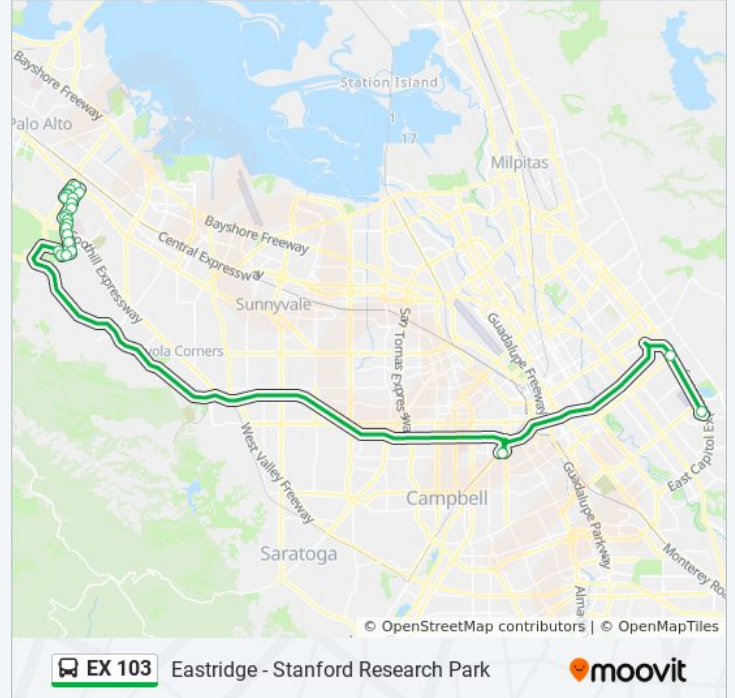 Bayshore Freeway
Palo Alto
Station Island
1
17
Milpitas
Bayshore Freeway
Central Expressway
Foothill Expressway
Sunnyvale
San Tomas Expressway
Guadalupe Freeway
yola Corners
West Valley Freeway
East Capitol Ex
Campbell
Guadalupe Parkway
Saratoga
Monterey Ro
Alma
© OpenStreetMap contributors | © OpenMapTiles
EX 103 Eastridge - Stanford Research Park moovit